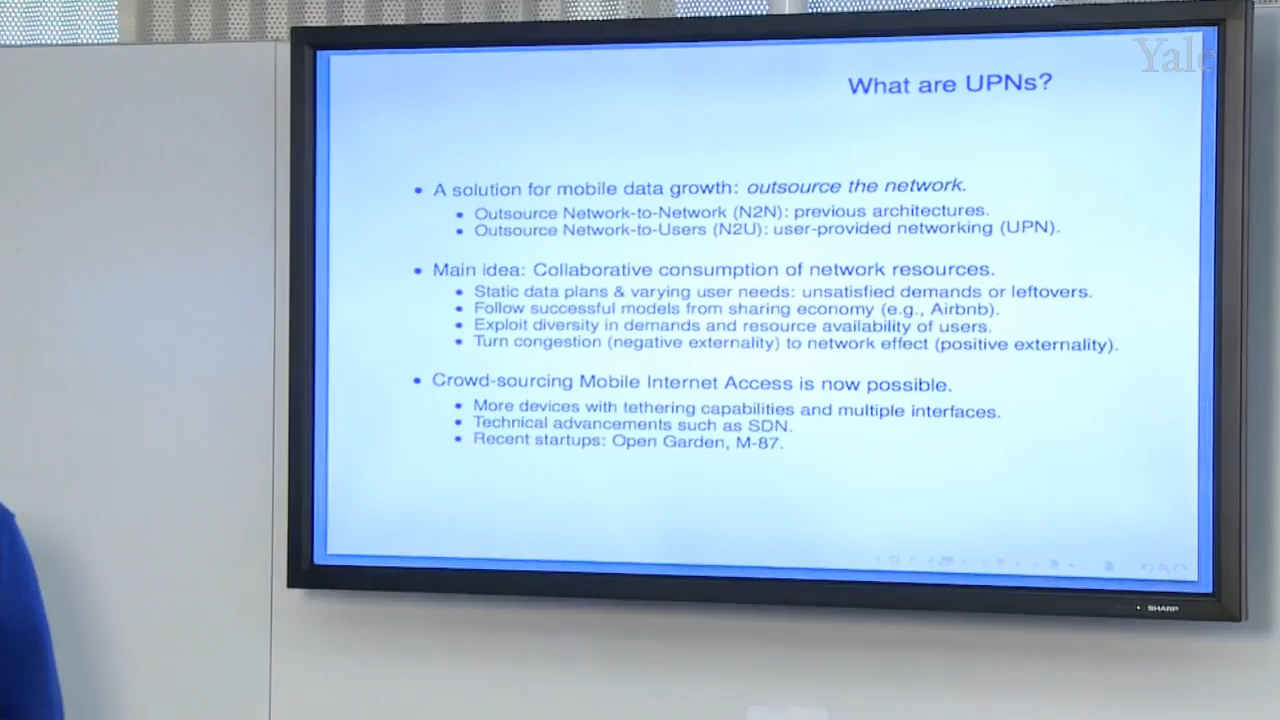 Yale
What are UPNs?
• A solution for mobile data growth: outsource the network.
• Outsource Network-to-Network (N2N): previous architectures.
• Outsource Network-to-Users (N2U): user-provided networking (UPN).
• Main idea: Collaborative consumption of network resources.
• Static data plans & varying user needs: unsatisfied demands or leftovers.
• Follow successful models from sharing economy (e.g., Airbnb).
• Exploit diversity in demands and resource availability of users.
• Turn congestion (negative externality) to network effect (positive externality).
• Crowd-sourcing Mobile Internet Access is now possible.
• More devices with tethering capabilities and multiple interfaces.
• Technical advancements such as SDN.
• Recent startups: Open Garden, M-87.
SHARP